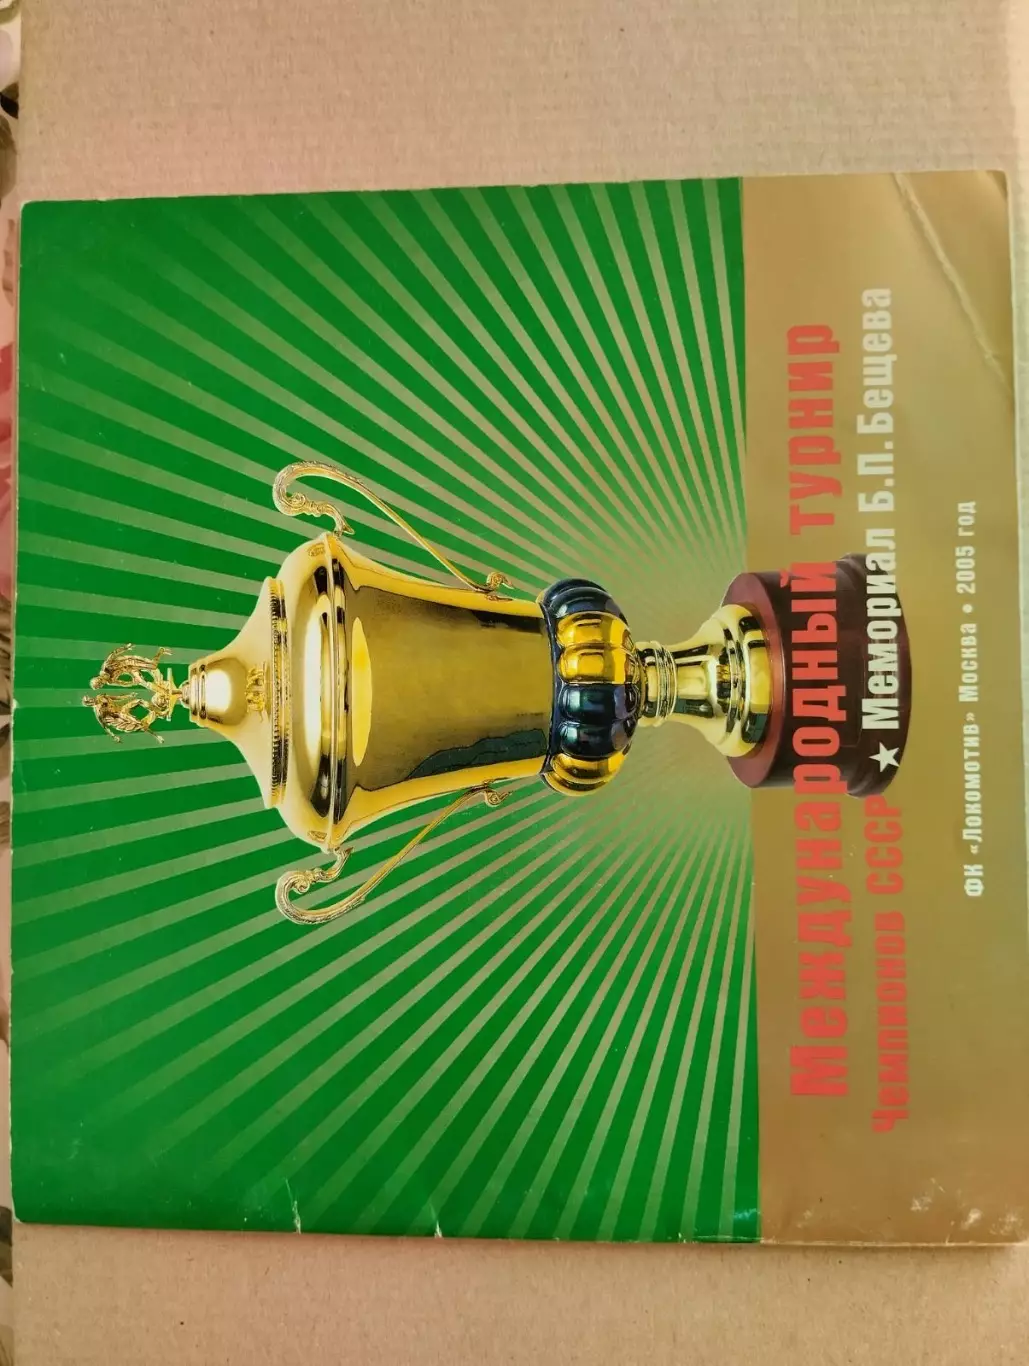 Международный турнир
Чемпионов СССР ★ Мемориал Б.П.Бещева
ФК «Локомотив» Москва • 2005 год